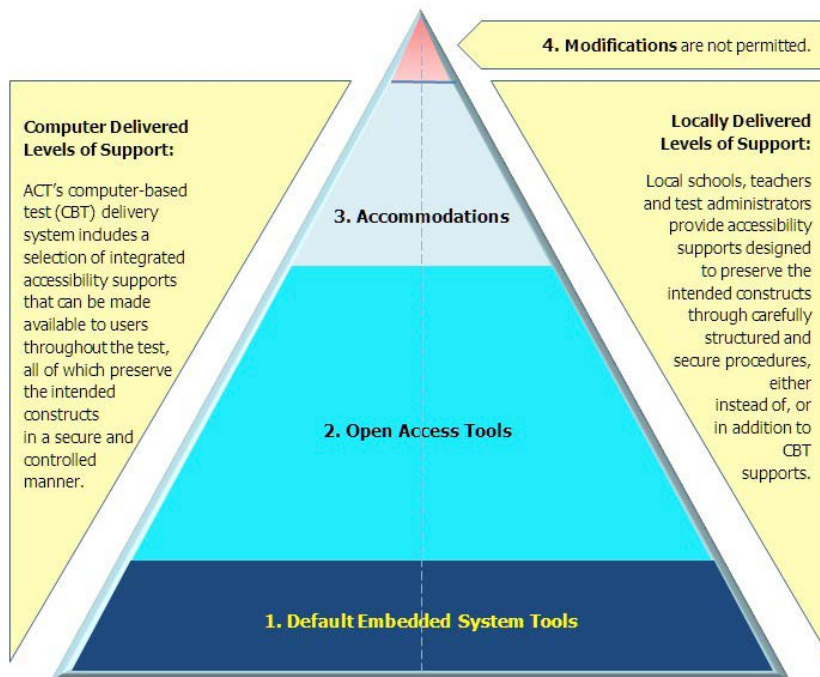 4. Modifications are not permitted.
Computer Delivered
Levels of Support:
ACT's computer-based
test (CBT) delivery
system includes a
selection of integrated
accessibility supports
that can be made
available to users
throughout the test,
all of which preserve
the intended
constructs
in a secure and
controlled
manner.
Locally Delivered
Levels of Support:
Local schools, teachers
and test administrators
provide accessibility
supports designed
to preserve the
intended constructs
through carefully
structured and
secure procedures,
either
instead of, or
in addition to
CBT
supports.
3. Accommodations
2. Open Access Tools
1. Default Embedded System Tools